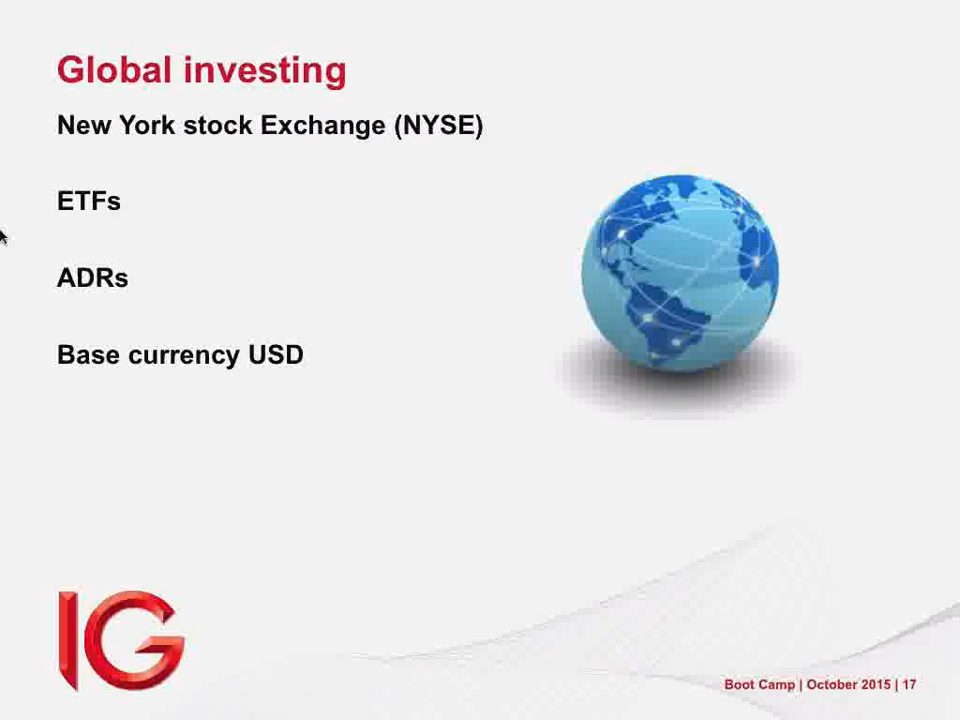 Global investing
New York stock Exchange (NYSE)
ETFs
ADRs
Base currency USD
IG
Boot Camp | October 2015 | 17